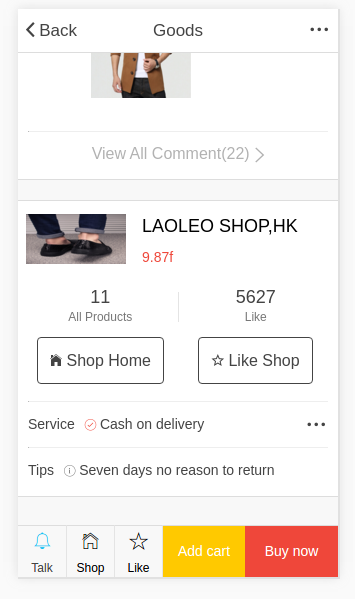 Back
Goods
View All Comment(22)
LAOLEO SHOP,HK
9.87f
11
5627
All Products
Like
Shop Home
Like Shop
Service Cash on delivery
Tips Seven days no reason to return
Talk
Shop
Like
Add cart
Buy now